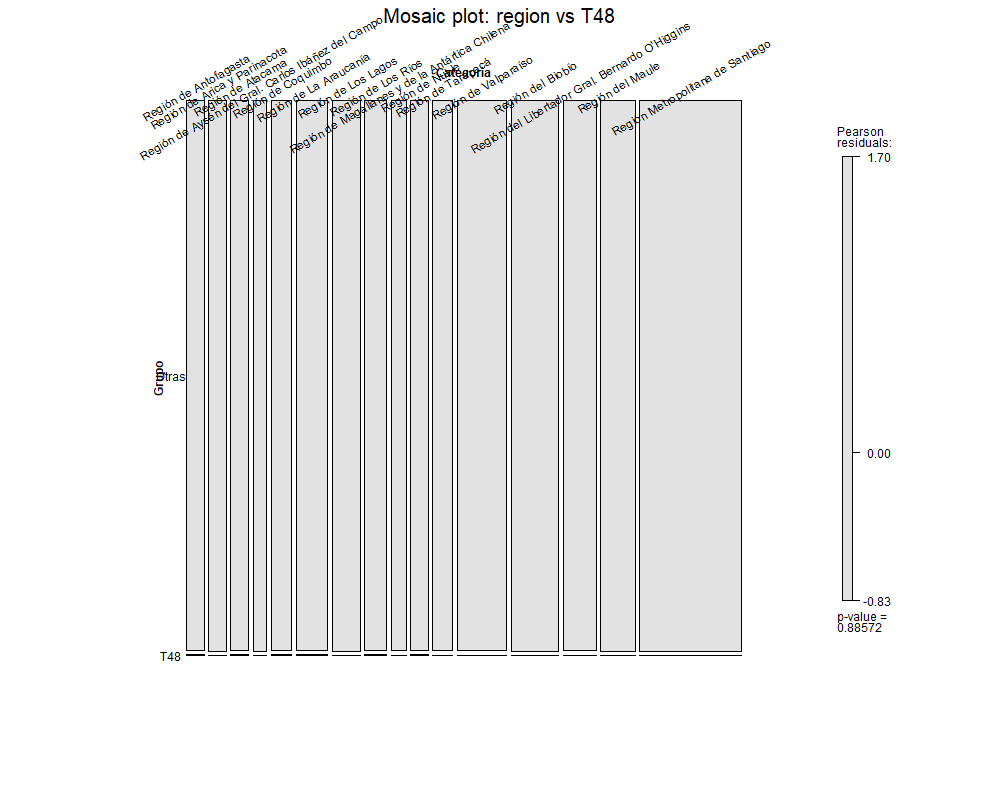 Mosaic plot: region vs T48
Categoria
Región de Antofagasta
Región de Arica y Parinacota
Región de Atacama
Región de Aysén del Gral. Carlos Ibáñez del Campo
Región de Coquimbo
Región de La Araucanía
Región de Los Lagos
Región de Los Ríos
Región de Magallanes y de la Antártica Chilena
Región de Ñuble
Región de Tarapacá
Región de Valparaíso
Región del Biobío
Región del Libertador Gral. Bernardo O'Higgins
Región del Maule
Región Metropolitana de Santiago
Grupo
Otras
T48
Pearson
residuals:
1.70
0.00
-0.83
p-value =
0.88572